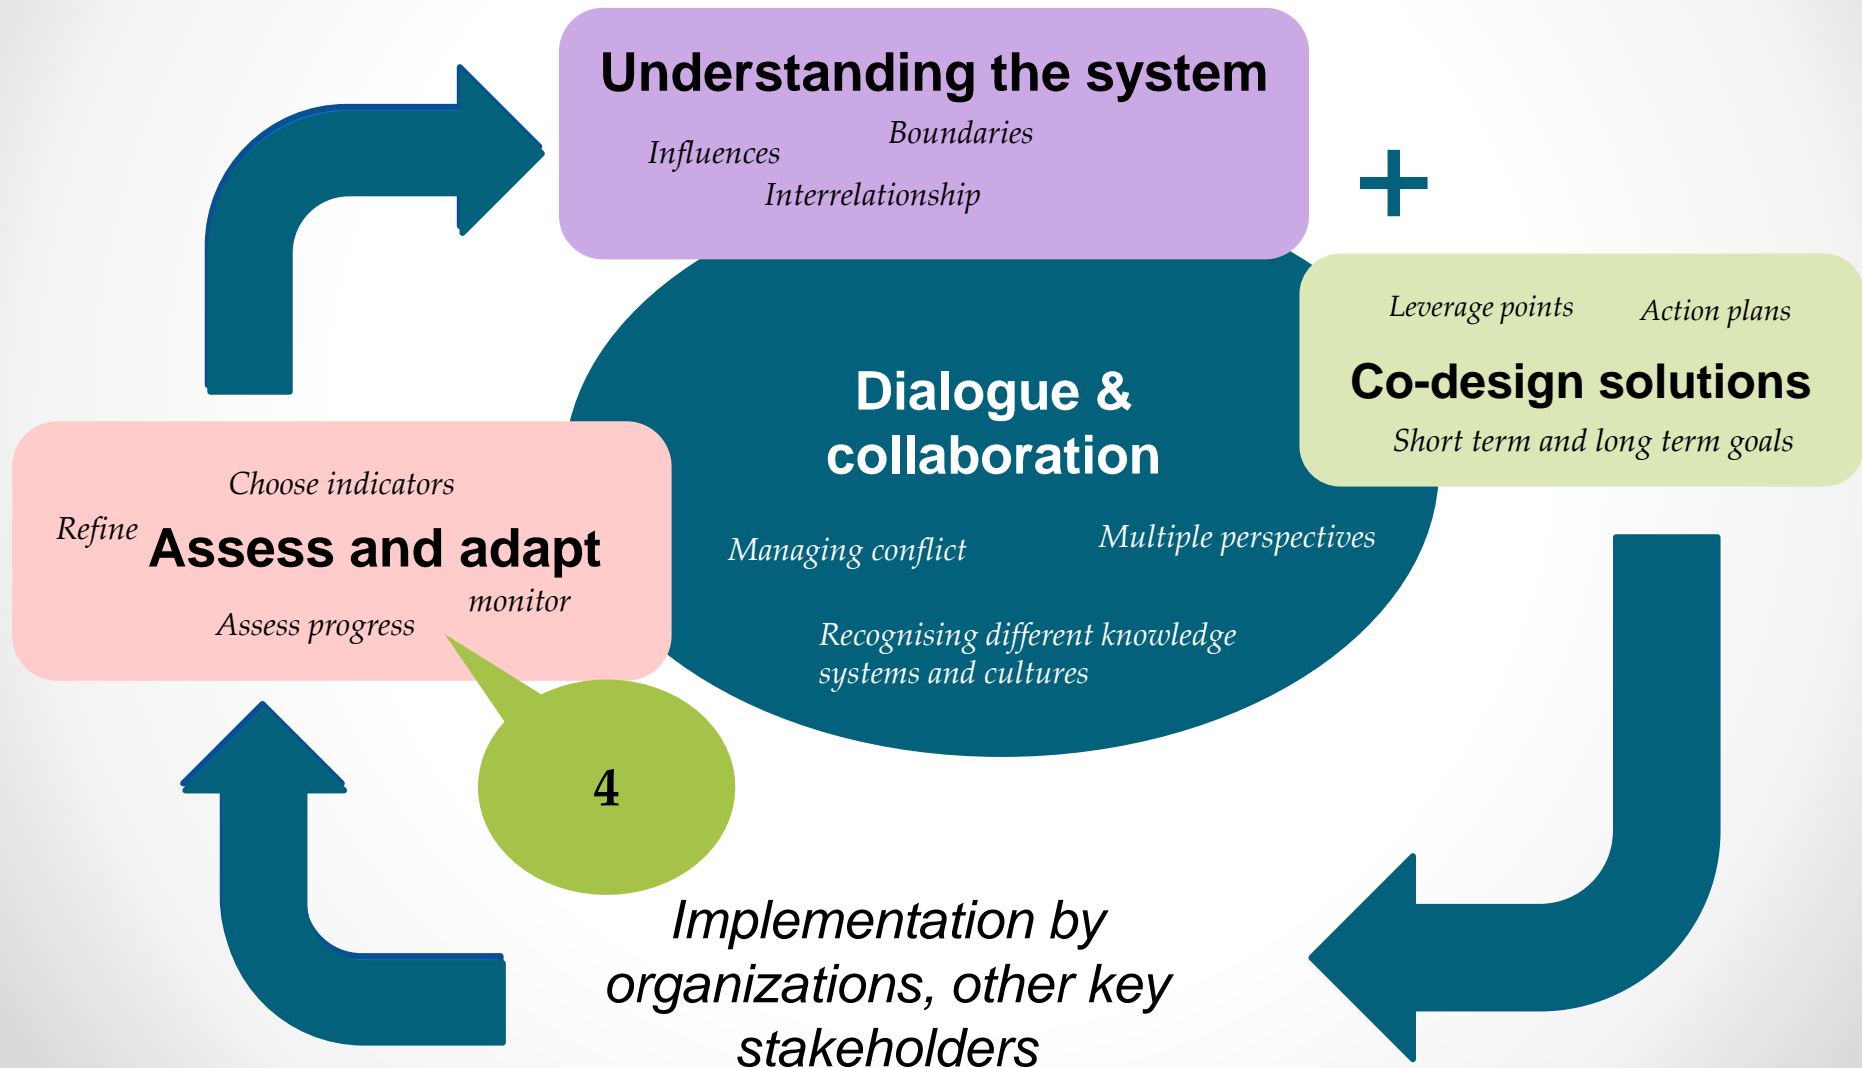 Understanding the system
Boundaries
Influences
Interrelationship
+
Leverage points
Action plans
Co-design solutions
Short term and long term goals
Dialogue &
collaboration
Managing conflict
Multiple perspectives
Recognising different knowledge
systems and cultures
Choose indicators
Refine
Assess and adapt
monitor
Assess progress
4
Implementation by
organizations, other key
stakeholders